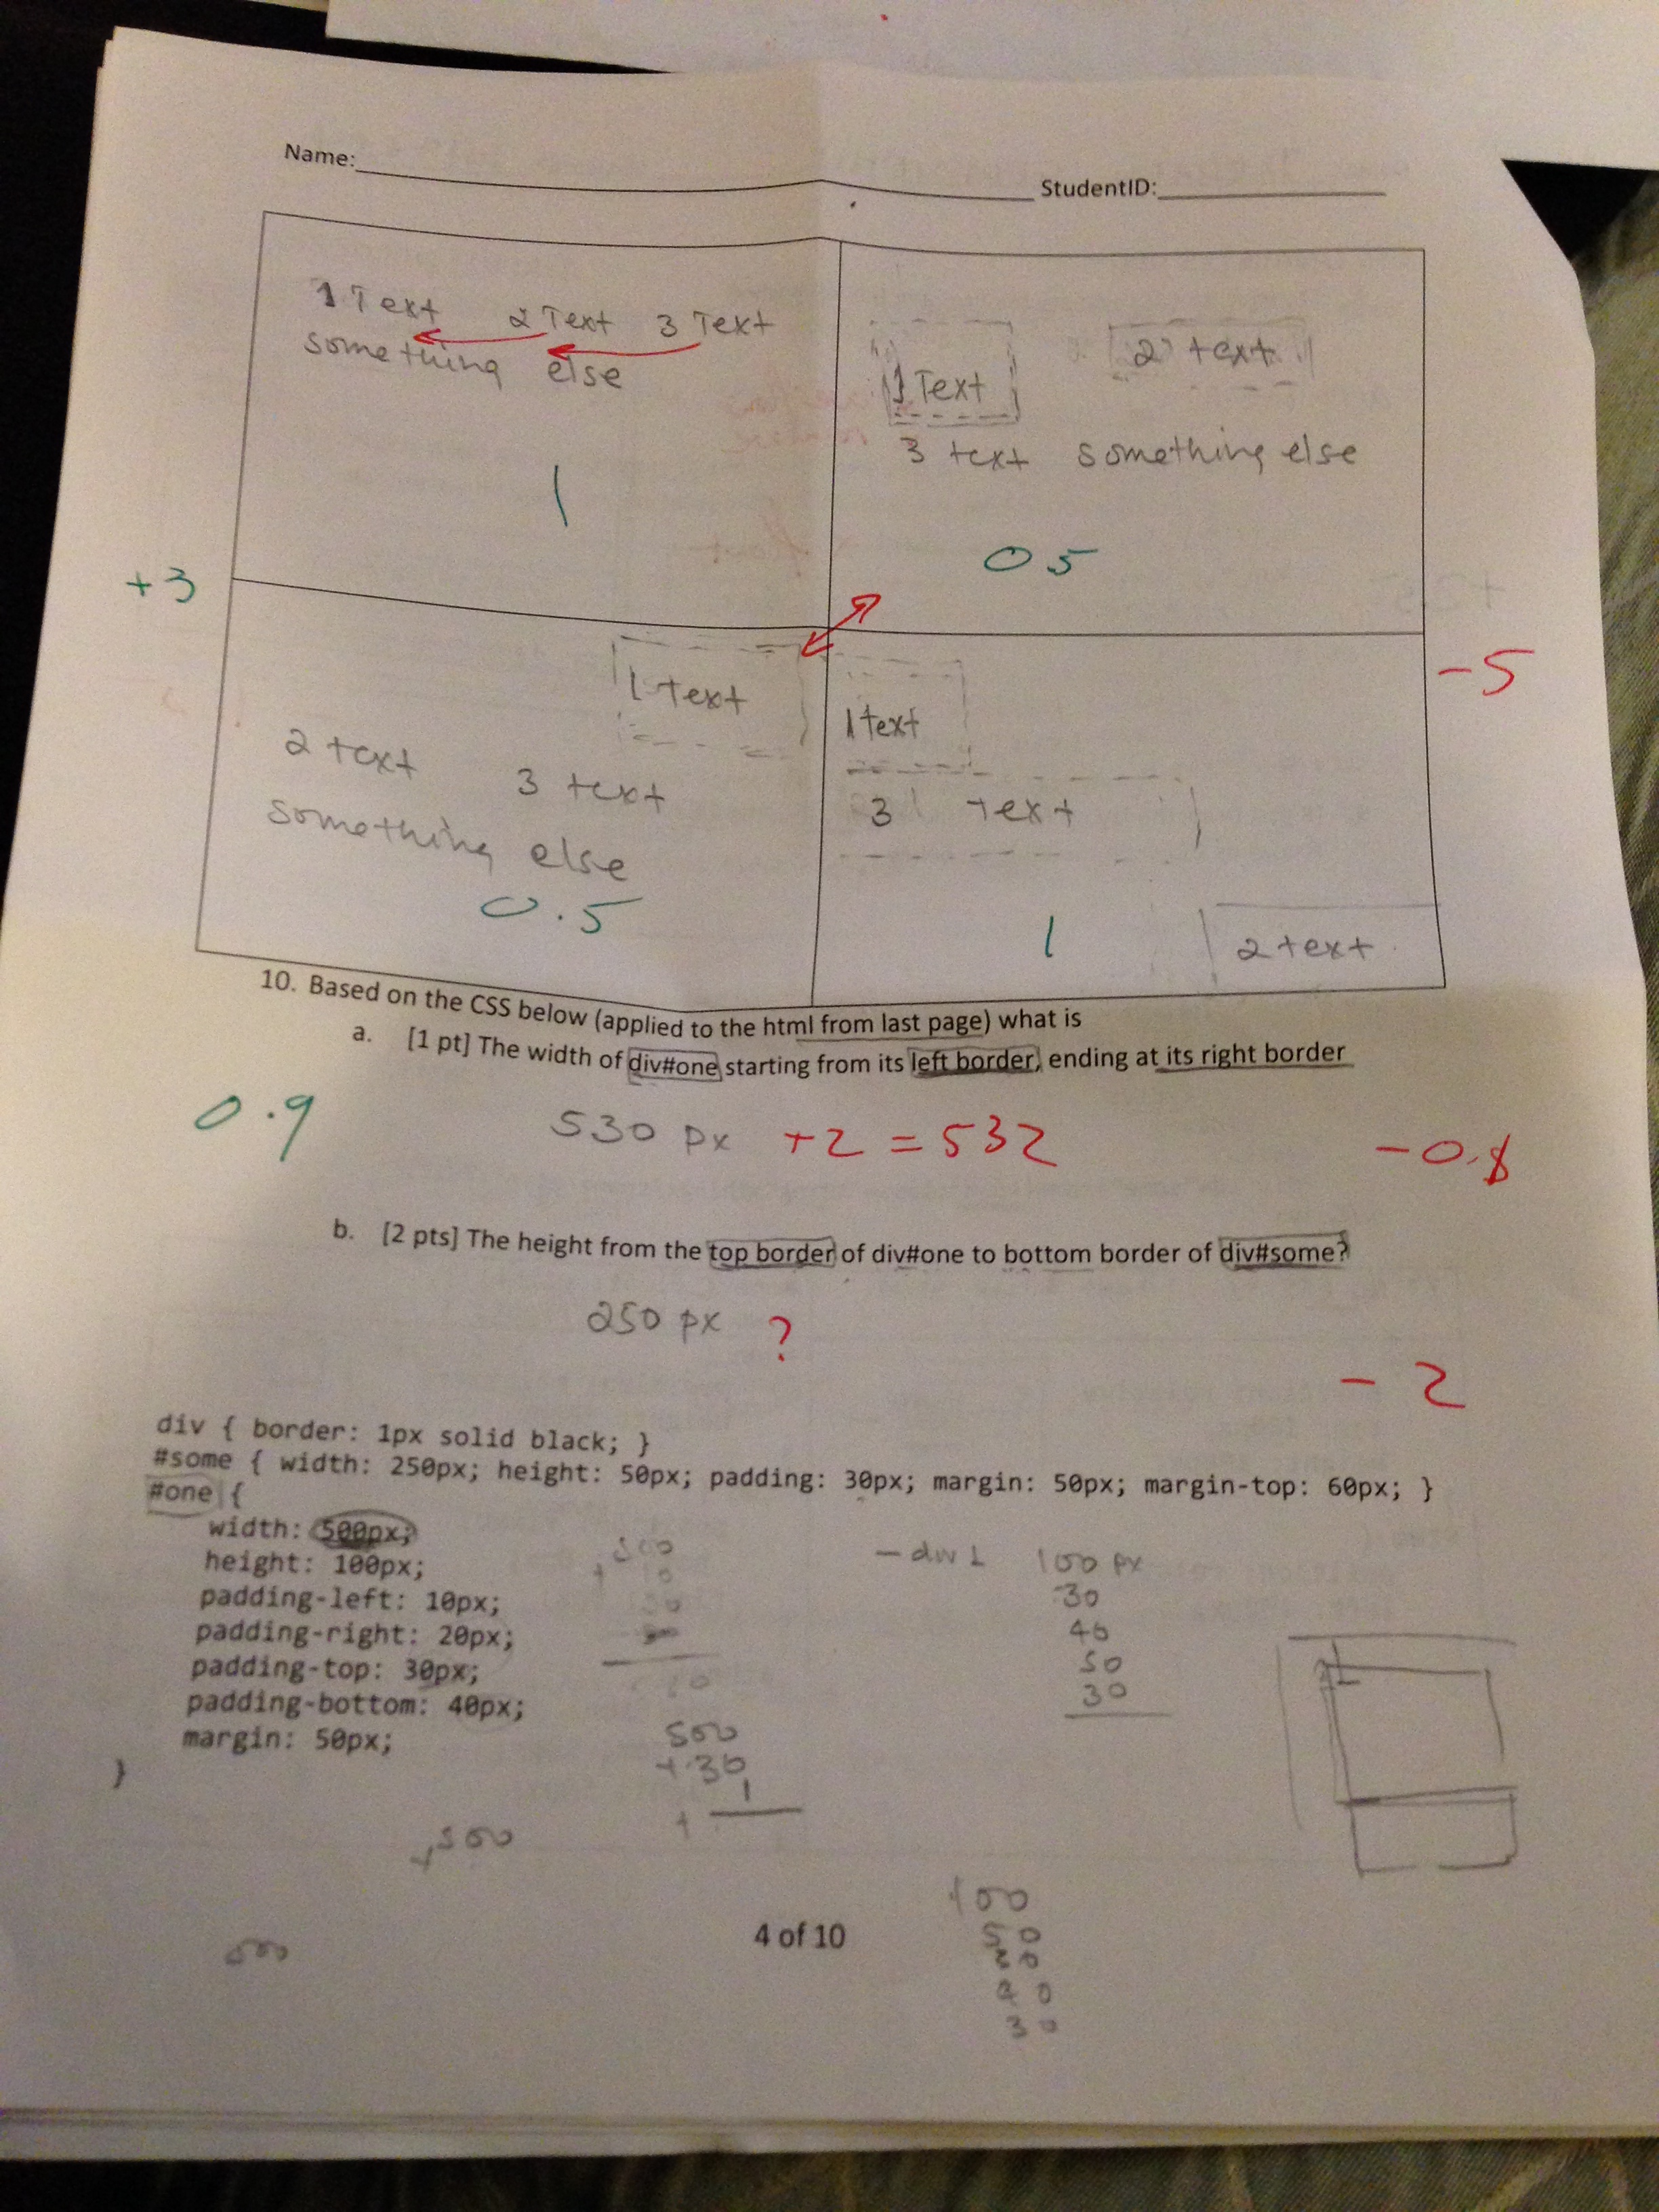 Name:
StudentID:
1 Text 2 Text 3 Text
something else
1
1 Text
2 text
3 text something else
0 5
+3
-5
1 Text
2 text 3 text
something else
0.5
1 text
3 Text
1
2 text
10. Based on the CSS below (applied to the html from last page) what is
a. [1 pt] The width of div#one starting from its left border, ending at its right border
0.9
530 px +2 = 532
b. [2 pts] The height from the top border of div#one to bottom border of div#some?
250 px ?
- 2
div { border: 1px solid black; }
#some { width: 250px; height: 50px; padding: 30px; margin: 50px; margin-top: 60px; }
#one {
width: 500px;
height: 100px;
padding-left: 10px;
padding-right: 20px;
padding-top: 30px;
padding-bottom: 40px;
margin: 50px;
}
500
- div 1 100 px
30
40
50
30
500
+ 30
1
+
+500
4 of 10
100
50
40
30